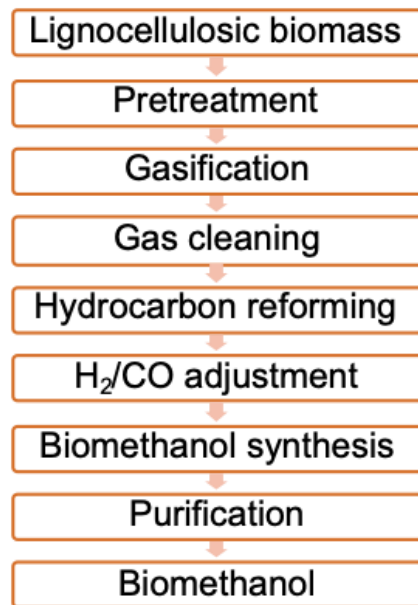 Lignocellulosic biomass
Pretreatment
Gasification
Gas cleaning
Hydrocarbon reforming
H₂/CO adjustment
Biomethanol synthesis
Purification
Biomethanol